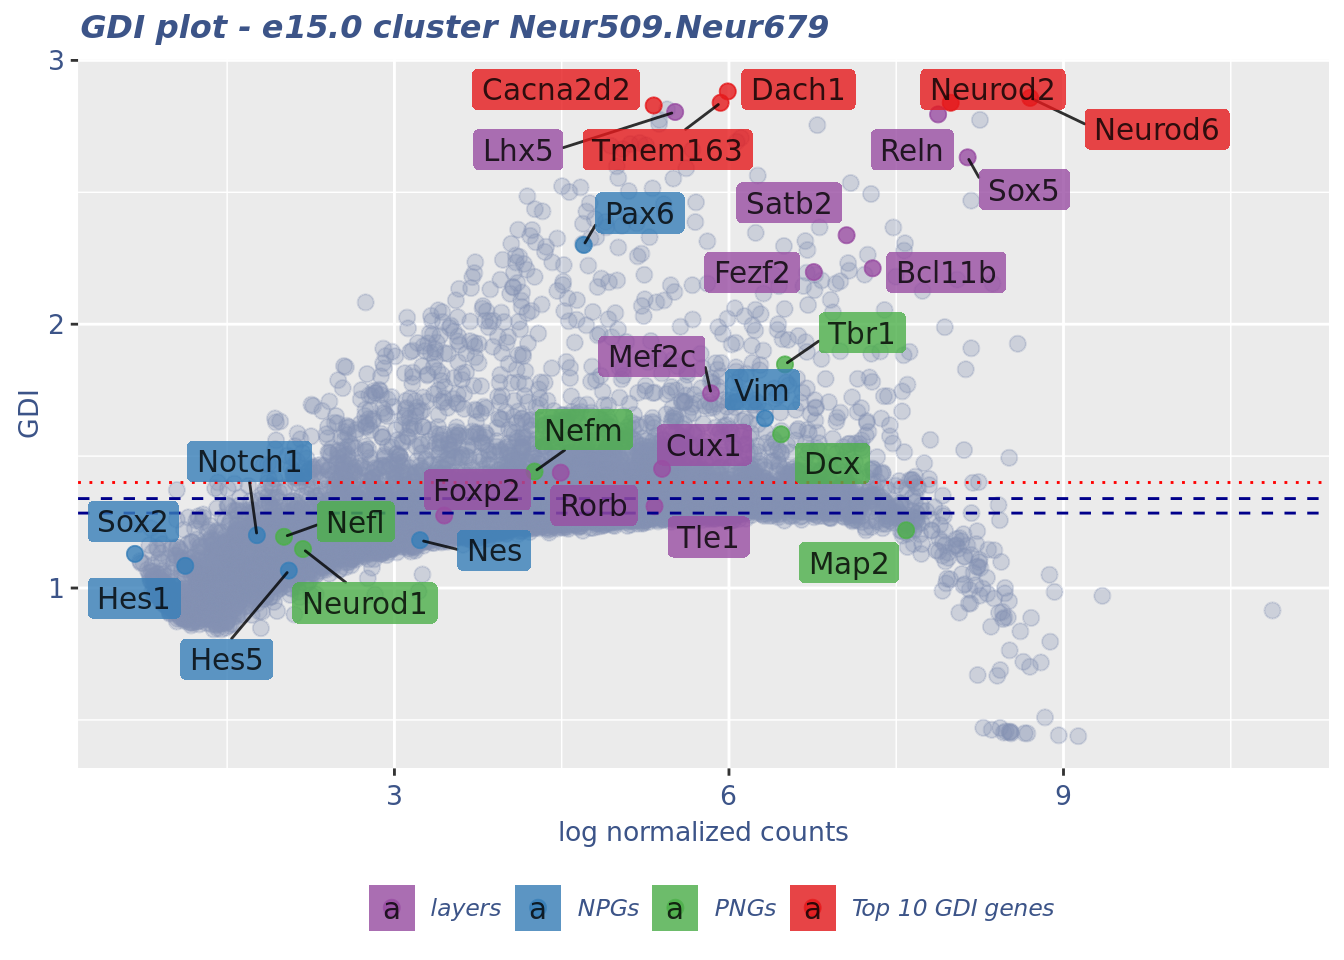 GDI plot - e15.0 cluster Neur509.Neur679
3
Cacna2d2
Dach1
Neurod2
Neurod6
Lhx5
Tmem163
Reln
Sox5
Satb2
Pax6
Fezf2
Bcl11b
2
Tbr1
Mef2c
Vim
GDI
Nefm
Cux1
Notch1
Dcx
Foxp2
Rorb
Sox2
Nefl
Tle1
Nes
Map2
1
Hes1
Neurod1
Hes5
3
6
9
log normalized counts
a layers a NPGs a PNGs a Top 10 GDI genes